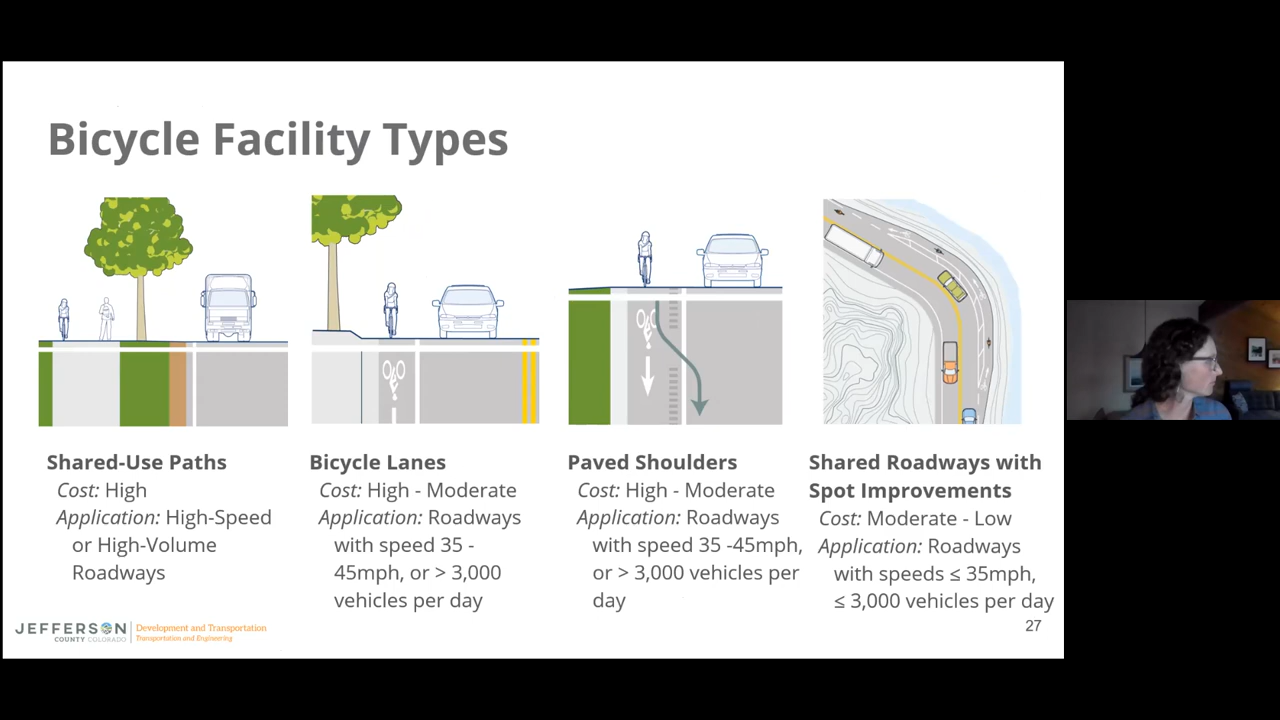 Bicycle Facility Types
Shared-Use Paths
Cost: High
Application: High-Speed
or High-Volume
Roadways
Bicycle Lanes
Cost: High - Moderate
Application: Roadways
with speed 35 -
45mph, or > 3,000
vehicles per day
Paved Shoulders
Cost: High - Moderate
Application: Roadways
with speed 35 -45mph,
or > 3,000 vehicles per
day
Shared Roadways with
Spot Improvements
Cost: Moderate - Low
Application: Roadways
with speeds ≤ 35mph,
≤ 3,000 vehicles per day
JEFFERSON
COUNTY COLORADO
Development and Transportation
Transportation and Engineering
27